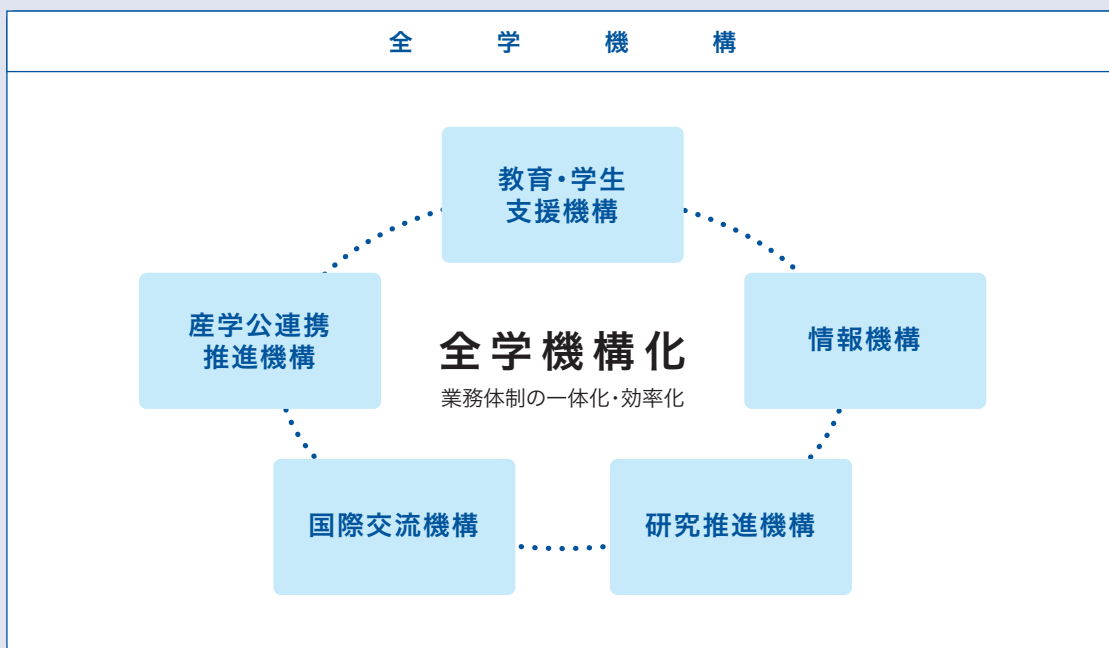 全学機構
教育・学生
支援機構
産学公連携
推進機構
情報機構
全学機構化
業務体制の一体化・効率化
国際交流機構
研究推進機構